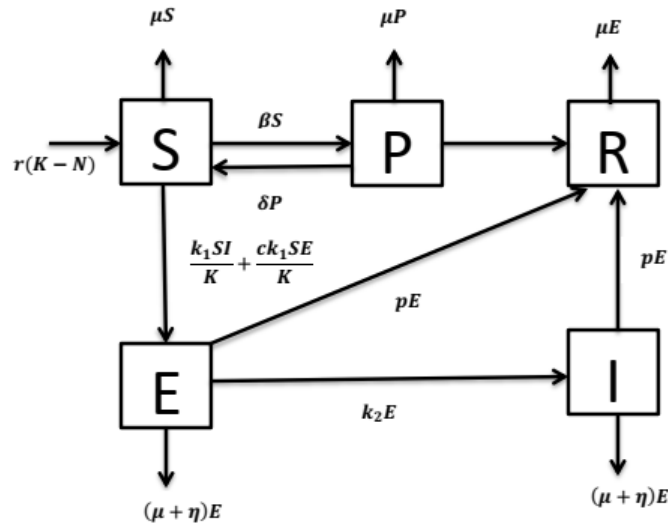 μS
μP
μE
r(K − N)
S
βS
P
R
δP
k₁SI/K + ck₁SE/K
pE
pE
E
k₂E
I
(μ + η)E
(μ + η)E